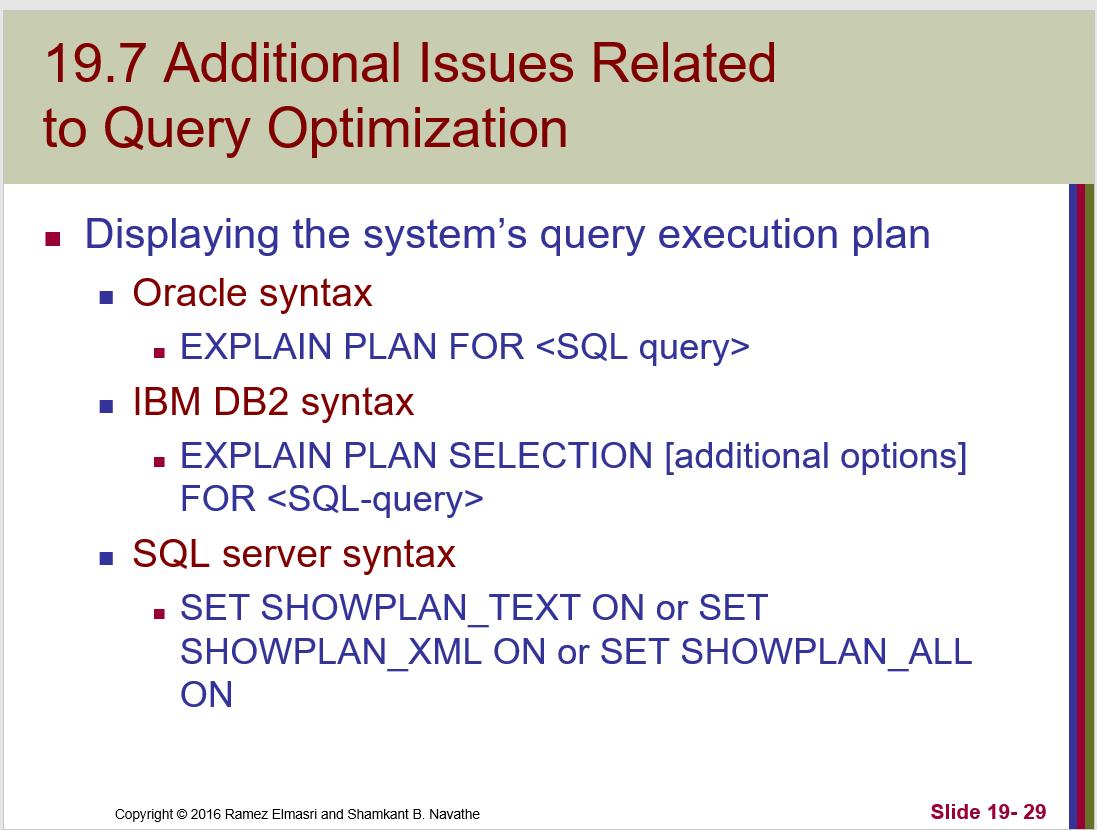 19.7 Additional Issues Related
to Query Optimization
Displaying the system’s query execution plan
Oracle syntax
EXPLAIN PLAN FOR <SQL query>
IBM DB2 syntax
EXPLAIN PLAN SELECTION [additional options]
FOR <SQL-query>
SQL server syntax
SET SHOWPLAN_TEXT ON or SET
SHOWPLAN_XML ON or SET SHOWPLAN_ALL
ON
Copyright © 2016 Ramez Elmasri and Shamkant B. Navathe
Slide 19- 29